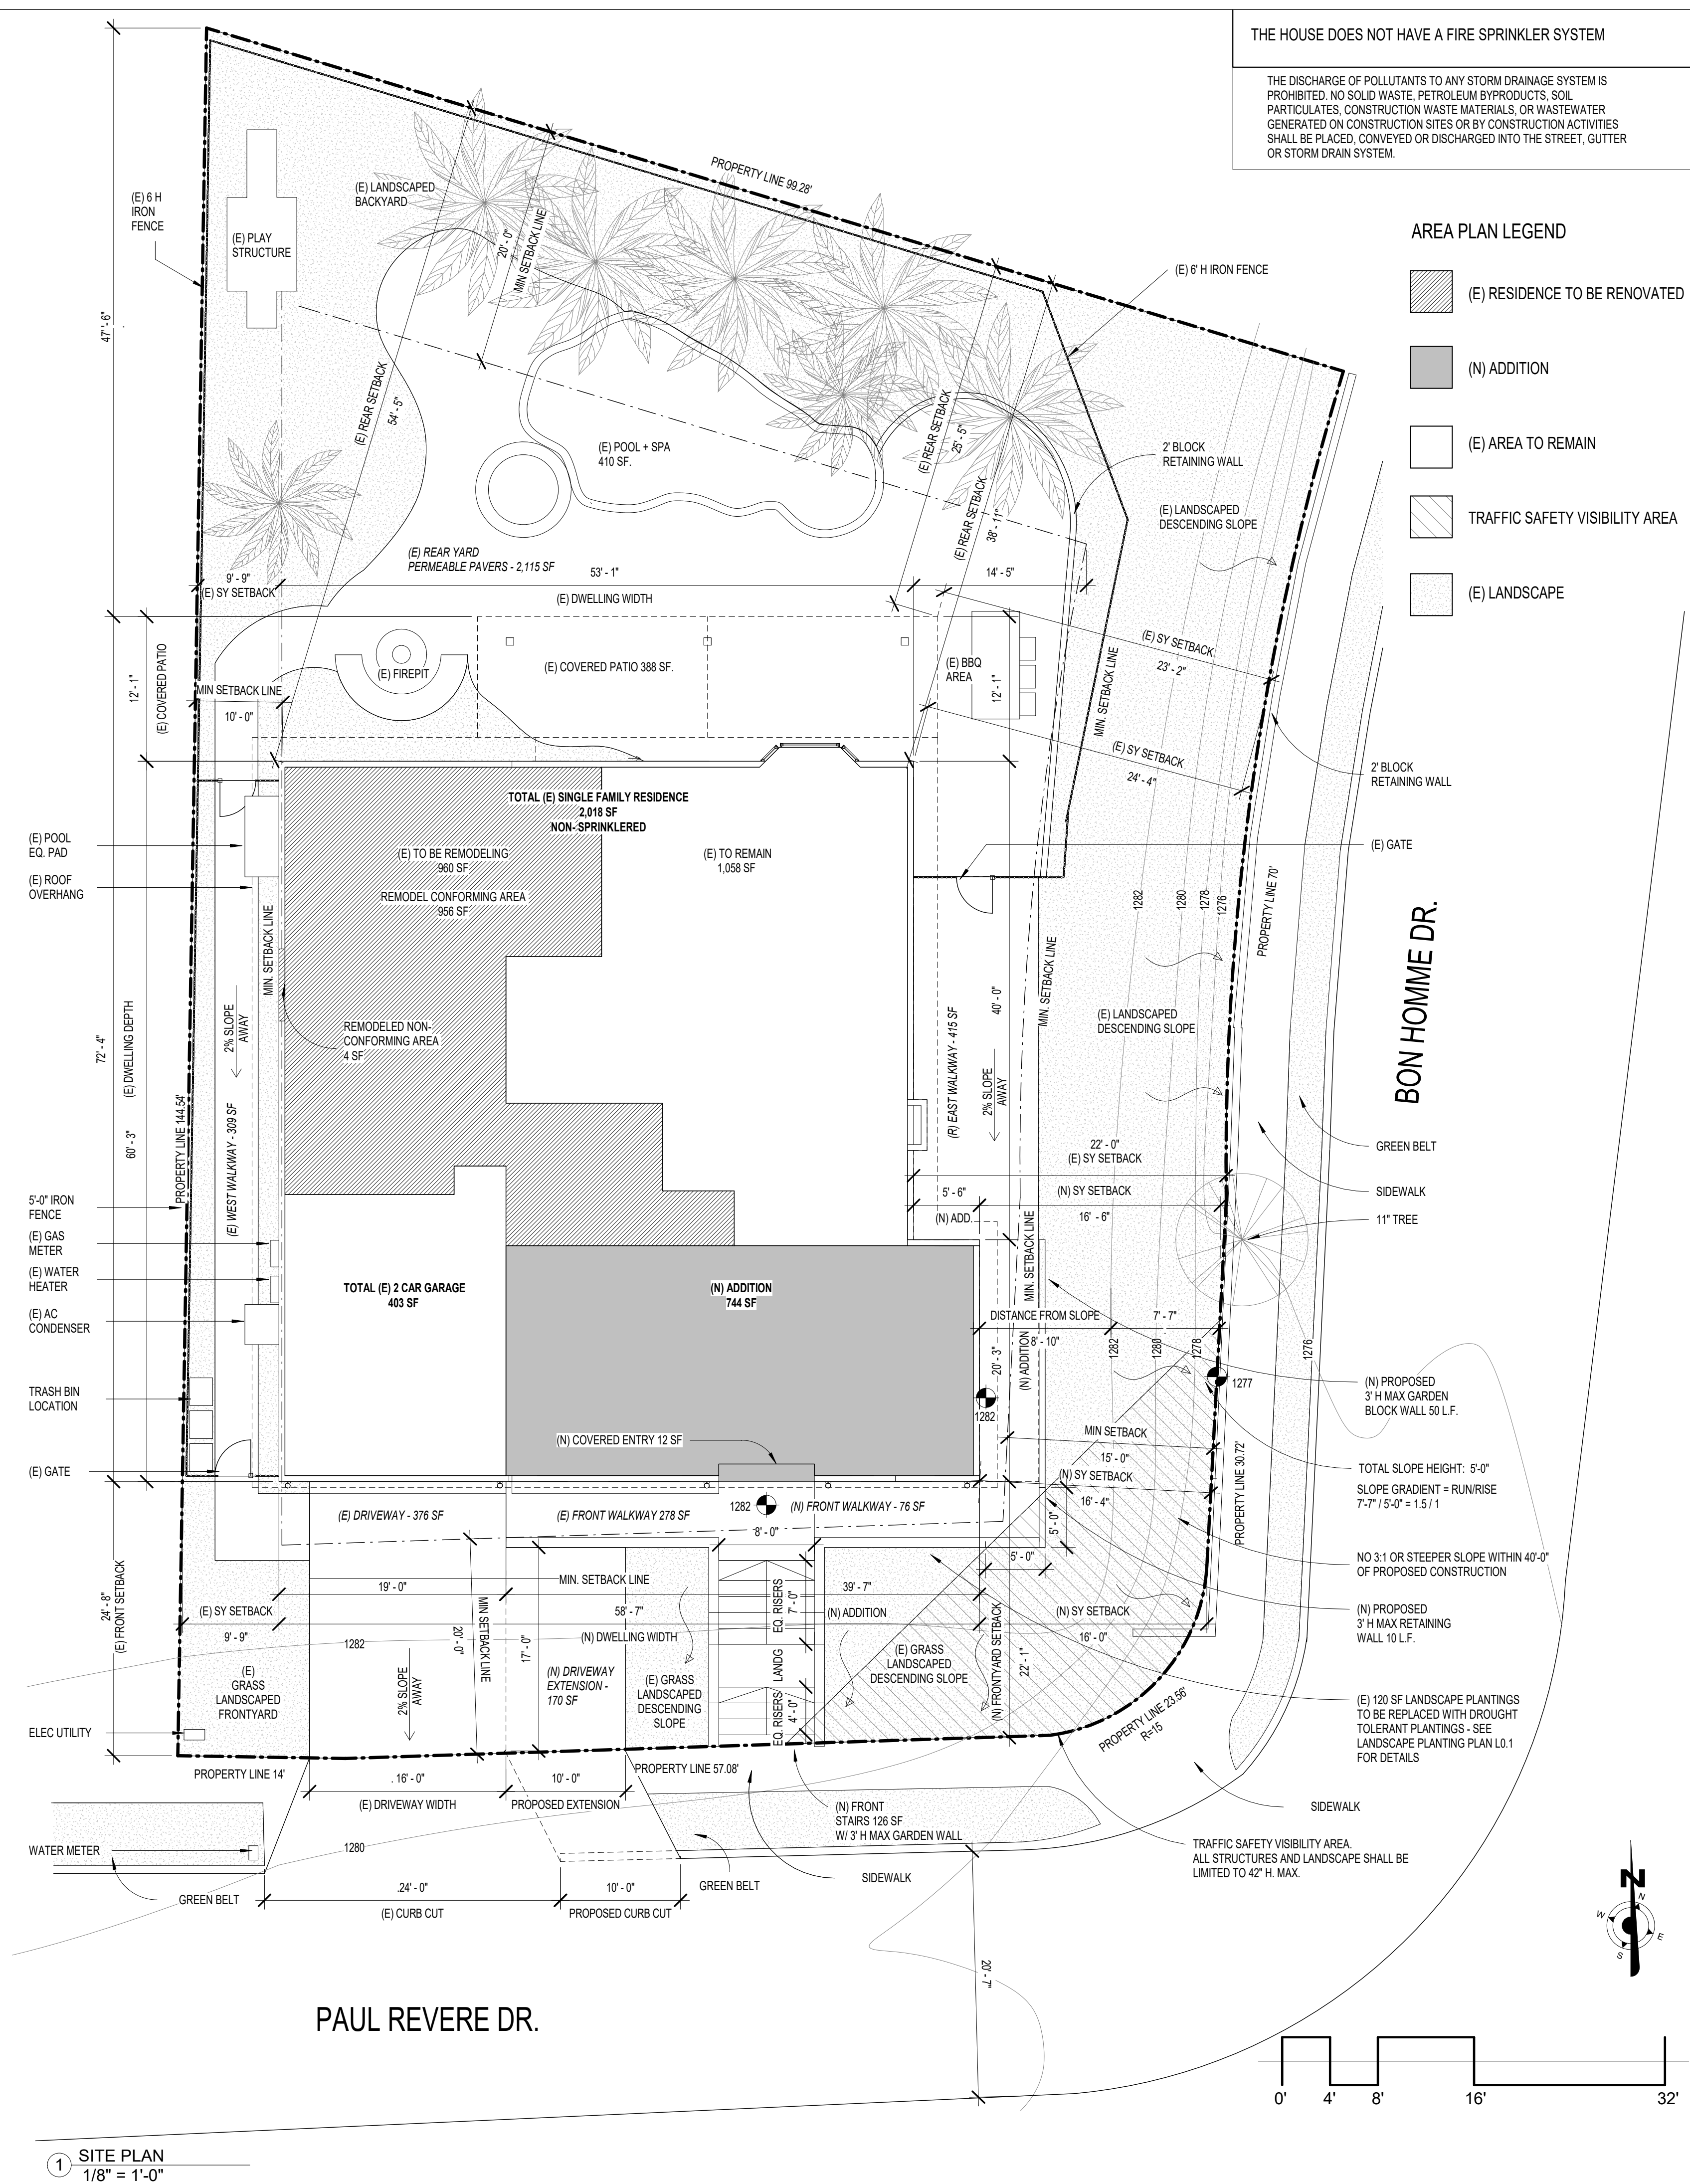 THE HOUSE DOES NOT HAVE A FIRE SPRINKLER SYSTEM
THE DISCHARGE OF POLLUTANTS TO ANY STORM DRAINAGE SYSTEM IS
PROHIBITED. NO SOLID WASTE, PETROLEUM BYPRODUCTS, SOIL
PARTICULATES, CONSTRUCTION WASTE MATERIALS, OR WASTEWATER
GENERATED ON CONSTRUCTION SITES OR BY CONSTRUCTION ACTIVITIES
SHALL BE PLACED, CONVEYED OR DISCHARGED INTO THE STREET, GUTTER
OR STORM DRAIN SYSTEM.
AREA PLAN LEGEND
(E) RESIDENCE TO BE RENOVATED
(N) ADDITION
(E) AREA TO REMAIN
TRAFFIC SAFETY VISIBILITY AREA
(E) LANDSCAPE
PROPERTY LINE 99.28'
(E) 6 H
IRON
FENCE
(E) LANDSCAPED
BACKYARD
(E) PLAY
STRUCTURE
20' - 0"
MIN SETBACK LINE
(E) 6' H IRON FENCE
47' - 6"
(E) REAR SETBACK
54' - 5"
(E) POOL + SPA
410 SF.
(E) REAR SETBACK
25' - 5"
(E) REAR SETBACK
38' - 11"
2' BLOCK
RETAINING WALL
(E) LANDSCAPED
DESCENDING SLOPE
(E) REAR YARD
PERMEABLE PAVERS - 2,115 SF
9' - 9"
(E) SY SETBACK
53' - 1"
(E) DWELLING WIDTH
14' - 5"
12' - 1"
(E) COVERED PATIO
MIN SETBACK LINE
10' - 0"
(E) FIREPIT
(E) COVERED PATIO 388 SF.
(E) BBQ
AREA
12' - 1"
MIN. SETBACK LINE
(E) SY SETBACK
23' - 2"
(E) SY SETBACK
24' - 4"
2' BLOCK
RETAINING WALL
TOTAL (E) SINGLE FAMILY RESIDENCE
2,018 SF
NON- SPRINKLERED
(E) POOL
EQ. PAD
(E) ROOF
OVERHANG
(E) TO BE REMODELING
960 SF
REMODEL CONFORMING AREA
956 SF
(E) TO REMAIN
1,058 SF
(E) GATE
1282
1280
1278
1276
PROPERTY LINE 70'
BON HOMME DR.
MIN. SETBACK LINE
MIN. SETBACK LINE
REMODELED NON-
CONFORMING AREA
4 SF
2% SLOPE
AWAY
72' - 4"
(E) DWELLING DEPTH
60' - 3"
PROPERTY LINE 144.54'
(E) WEST WALKWAY - 309 SF
(R) EAST WALKWAY - 415 SF
40' - 0"
2% SLOPE
AWAY
(E) LANDSCAPED
DESCENDING SLOPE
22' - 0"
(E) SY SETBACK
5' - 6"
(N) ADD.
(N) SY SETBACK
16' - 6"
GREEN BELT
SIDEWALK
11" TREE
5'-0" IRON
FENCE
(E) GAS
METER
(E) WATER
HEATER
(E) AC
CONDENSER
TRASH BIN
LOCATION
(E) GATE
TOTAL (E) 2 CAR GARAGE
403 SF
(N) ADDITION
744 SF
MIN. SETBACK LINE
DISTANCE FROM SLOPE
8' - 10"
7' - 7"
20' - 3"
(N) ADDITION
1282
1280
1278
1276
1277
1282
(N) PROPOSED
3' H MAX GARDEN
BLOCK WALL 50 L.F.
(N) COVERED ENTRY 12 SF
MIN SETBACK
15' - 0"
(N) SY SETBACK
16' - 4"
PROPERTY LINE 30.72'
TOTAL SLOPE HEIGHT: 5'-0"
SLOPE GRADIENT = RUN/RISE
7'-7" / 5'-0" = 1.5 / 1
(E) DRIVEWAY - 376 SF
(E) FRONT WALKWAY 278 SF
1282
(N) FRONT WALKWAY - 76 SF
8' - 0"
5' - 0"
5' - 0"
NO 3:1 OR STEEPER SLOPE WITHIN 40'-0"
OF PROPOSED CONSTRUCTION
24' - 8"
(E) FRONT SETBACK
19' - 0"
MIN. SETBACK LINE
39' - 7"
(E) SY SETBACK
9' - 9"
58' - 7"
(N) DWELLING WIDTH
(N) ADDITION
(N) SY SETBACK
16' - 0"
(N) PROPOSED
3' H MAX RETAINING
WALL 10 L.F.
1282
MIN SETBACK LINE
20' - 0"
17' - 0"
EQ. RISERS
7' - 0"
LANDG
EQ. RISERS
4' - 0"
(E)
GRASS
LANDSCAPED
FRONTYARD
2% SLOPE
AWAY
(N) DRIVEWAY
EXTENSION -
170 SF
(E) GRASS
LANDSCAPED
DESCENDING
SLOPE
(E) GRASS
LANDSCAPED
DESCENDING SLOPE
(N) FRONTYARD SETBACK
22' - 1"
(E) 120 SF LANDSCAPE PLANTINGS
TO BE REPLACED WITH DROUGHT
TOLERANT PLANTINGS - SEE
LANDSCAPE PLANTING PLAN L0.1
FOR DETAILS
ELEC UTILITY
PROPERTY LINE 23.56'
R=15
PROPERTY LINE 14'
PROPERTY LINE 57.08'
. 16' - 0"
(E) DRIVEWAY WIDTH
10' - 0"
PROPOSED EXTENSION
(N) FRONT
STAIRS 126 SF
W/ 3' H MAX GARDEN WALL
SIDEWALK
WATER METER
1280
TRAFFIC SAFETY VISIBILITY AREA.
ALL STRUCTURES AND LANDSCAPE SHALL BE
LIMITED TO 42" H. MAX.
GREEN BELT
.24' - 0"
(E) CURB CUT
10' - 0"
PROPOSED CURB CUT
GREEN BELT
SIDEWALK
N
N
W
E
S
20' - 7"
PAUL REVERE DR.
0'
4'
8'
16'
32'
1
SITE PLAN
1/8" = 1'-0"